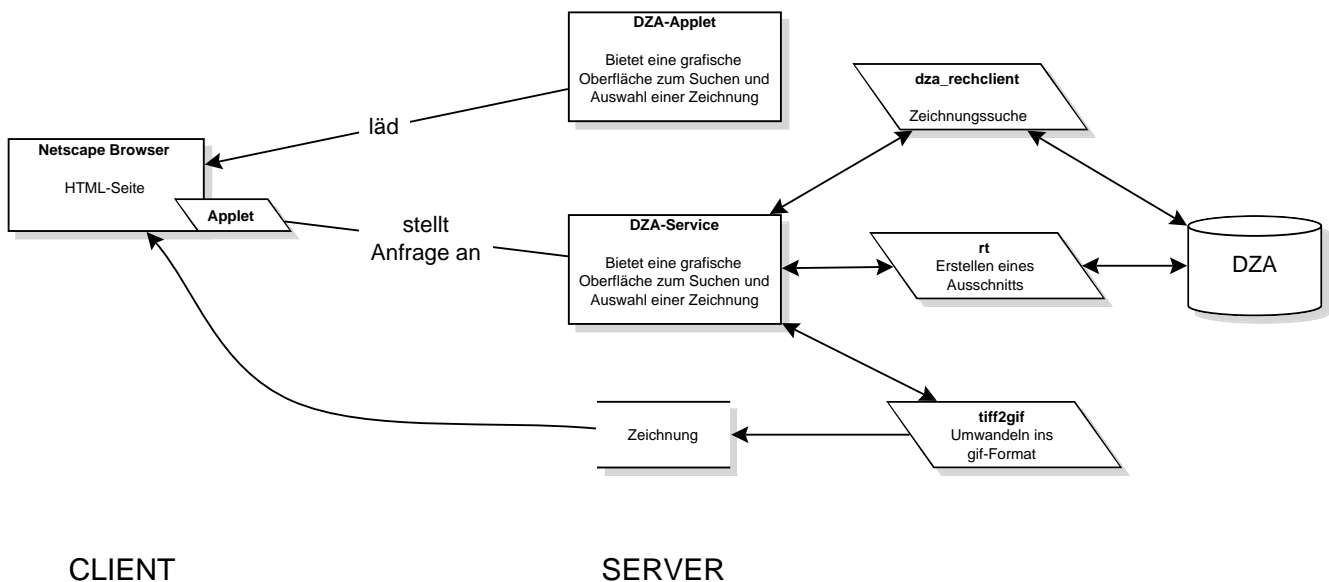 DZA-Applet
Bietet eine grafische
Oberfläche zum Suchen und
Auswahl einer Zeichnung
dza_rechclient
Zeichnungssuche
läd
Netscape Browser
HTML-Seite
Applet
stellt
Anfrage an
DZA-Service
Bietet eine grafische
Oberfläche zum Suchen und
Auswahl einer Zeichnung
rt
Erstellen eines
Ausschnitts
DZA
Zeichnung
tiff2gif
Umwandeln ins
gif-Format
CLIENT
SERVER